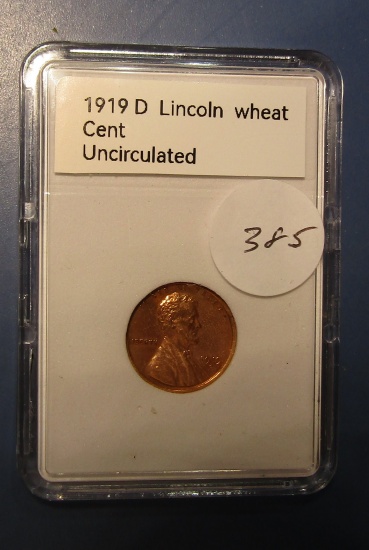 1919 D Lincoln wheat
Cent
Uncirculated
385